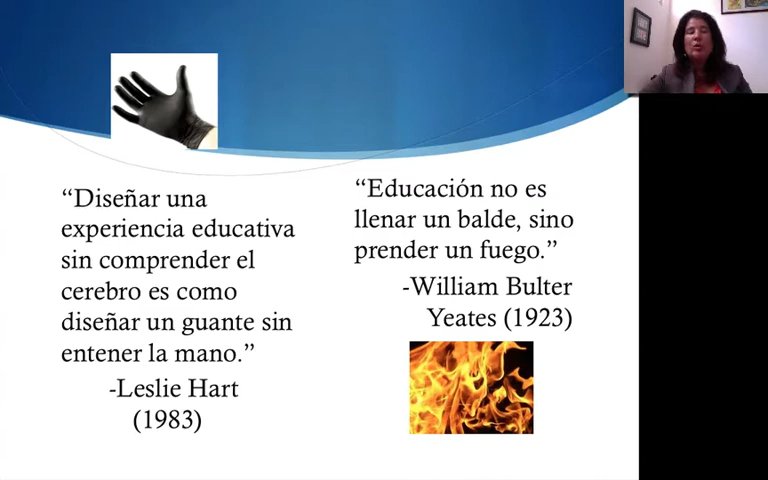 “Diseñar una
experiencia educativa
sin comprender el
cerebro es como
diseñar un guante sin
entener la mano.”
-Leslie Hart
(1983)
“Educación no es
llenar un balde, sino
prender un fuego.”
-William Bulter
Yeates (1923)